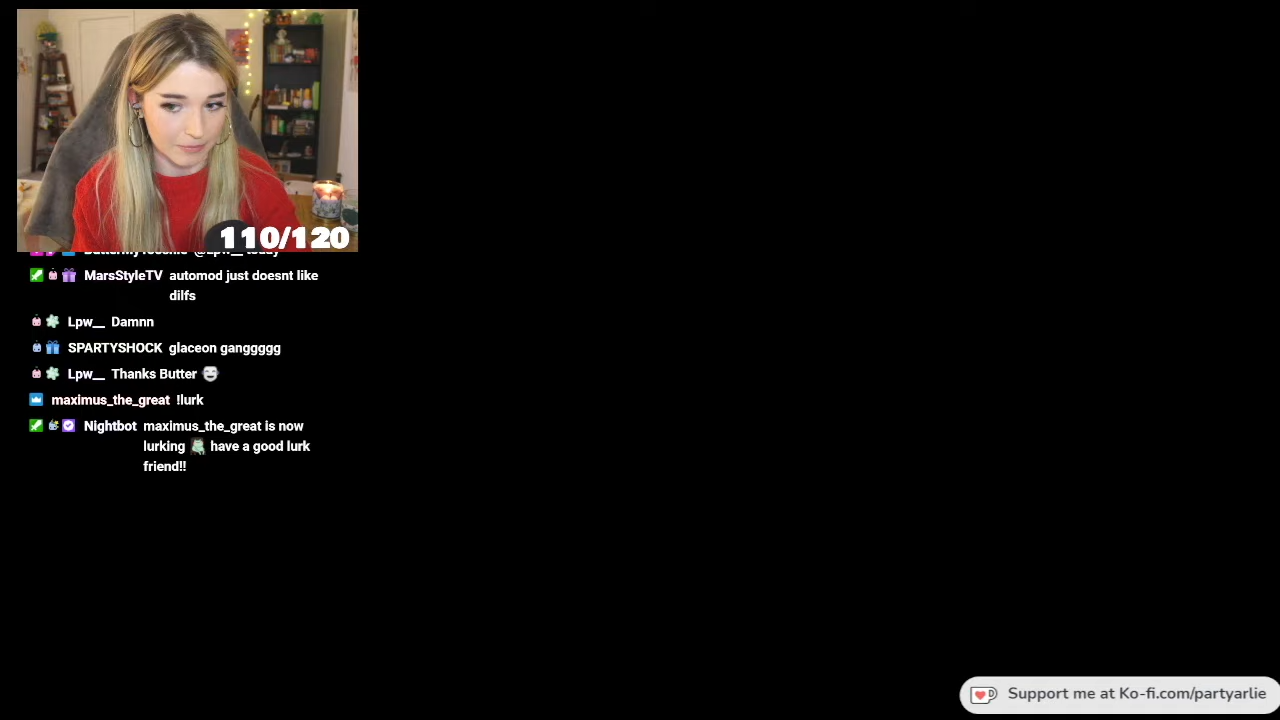 110/120
MarsStyleTV automod just doesnt like
dilfs
Lpw__ Damnn
SPARTYSHOCK glaceon ganggggg
Lpw__ Thanks Butter
maximus_the_great !lurk
Nightbot maximus_the_great is now
lurking have a good lurk
friend!!
Support me at Ko-fi.com/partyarlie